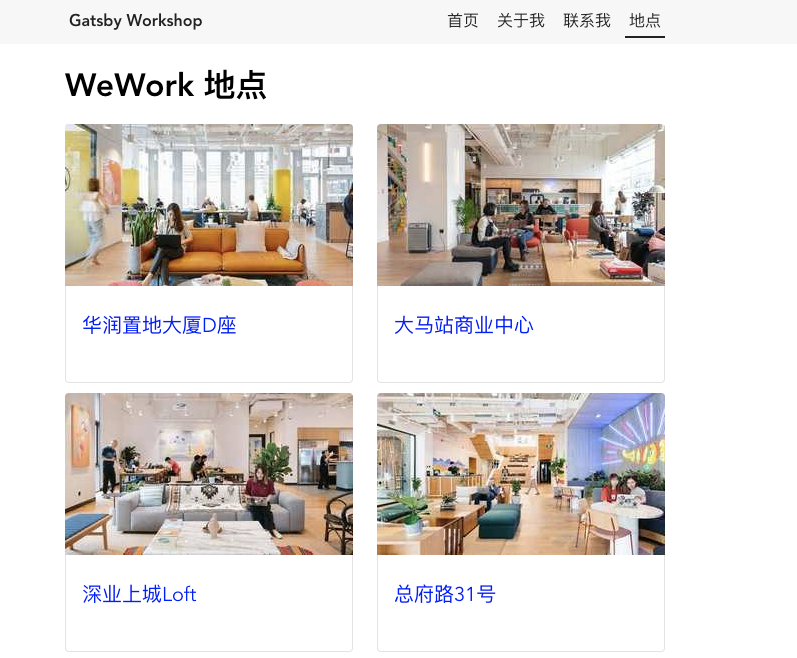 Gatsby Workshop
首页 关于我 联系我 地点
WeWork 地点
华润置地大厦D座
大马站商业中心
深业上城Loft
总府路31号